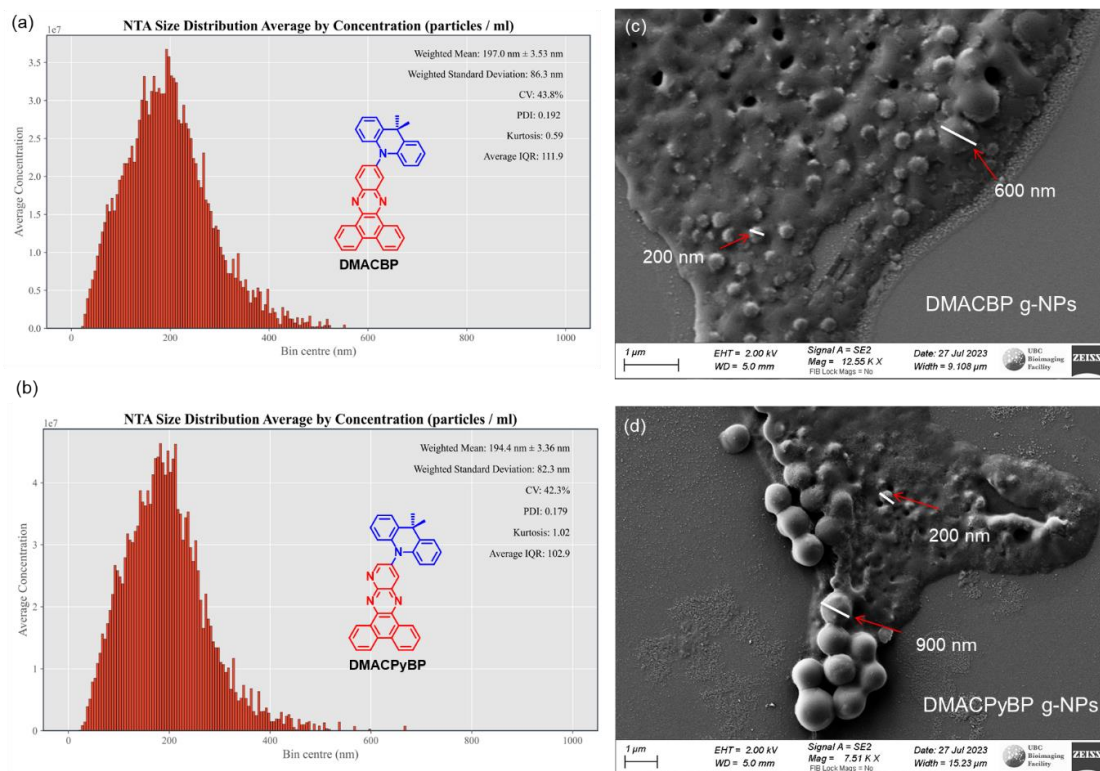 (a)
NTA Size Distribution Average by Concentration (particles / ml)
1e7
Weighted Mean: 197.0 nm ± 3.53 nm
Weighted Standard Deviation: 86.3 nm
CV: 43.8%
PDI: 0.192
Kurtosis: 0.59
Average IQR: 111.9
3.5
3.0
2.5
2.0
1.5
1.0
0.5
0.0
Average Concentration
N
N
N
DMACBP
0 200 400 600 800 1000
Bin centre (nm)
(b)
NTA Size Distribution Average by Concentration (particles / ml)
1e7
Weighted Mean: 194.4 nm ± 3.36 nm
Weighted Standard Deviation: 82.3 nm
CV: 42.3%
PDI: 0.179
Kurtosis: 1.02
Average IQR: 102.9
4
3
2
1
0
Average Concentration
N
N
N
N
DMACPyBP
0 200 400 600 800 1000
Bin centre (nm)
(c)
600 nm
200 nm
DMACBP g-NPs
1 µm
EHT = 2.00 kV
WD = 5.0 mm
Signal A = SE2
Mag = 12.55 K X
FIB Lock Mags = No
Date: 27 Jul 2023
Width = 9.108 µm
UBC
Bioimaging
Facility
ZEISS
(d)
200 nm
900 nm
DMACPyBP g-NPs
1 µm
EHT = 2.00 kV
WD = 5.0 mm
Signal A = SE2
Mag = 7.51 K X
FIB Lock Mags = No
Date: 27 Jul 2023
Width = 15.23 µm
UBC
Bioimaging
Facility
ZEISS